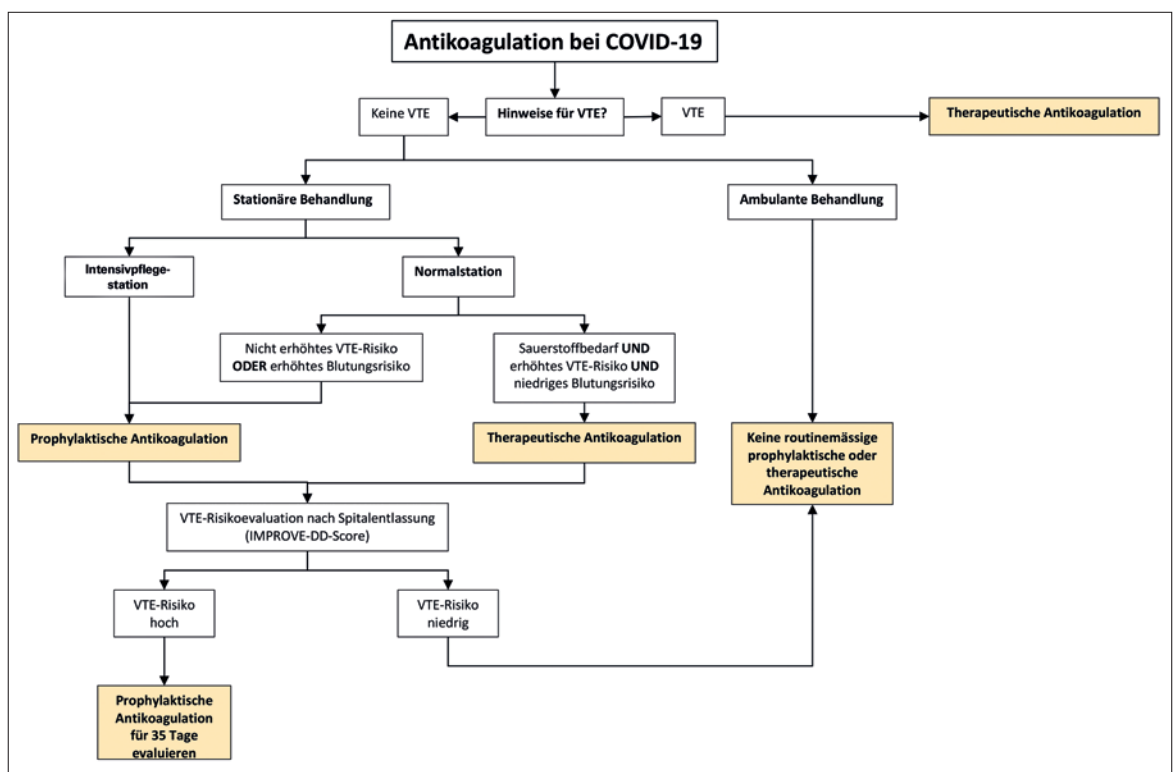 Antikoagulation bei COVID-19
Keine VTE
Hinweise für VTE?
VTE
Therapeutische Antikoagulation
Stationäre Behandlung
Ambulante Behandlung
Intensivpflege-
station
Normalstation
Nicht erhöhtes VTE-Risiko
ODER erhöhtes Blutungsrisiko
Sauerstoffbedarf UND
erhöhtes VTE-Risiko UND
niedriges Blutungsrisiko
Prophylaktische Antikoagulation
Therapeutische Antikoagulation
Keine routinemässige
prophylaktische oder
therapeutische
Antikoagulation
VTE-Risikoevaluation nach Spitalentlassung
(IMPROVE-DD-Score)
VTE-Risiko
hoch
VTE-Risiko
niedrig
Prophylaktische
Antikoagulation
für 35 Tage
evaluieren